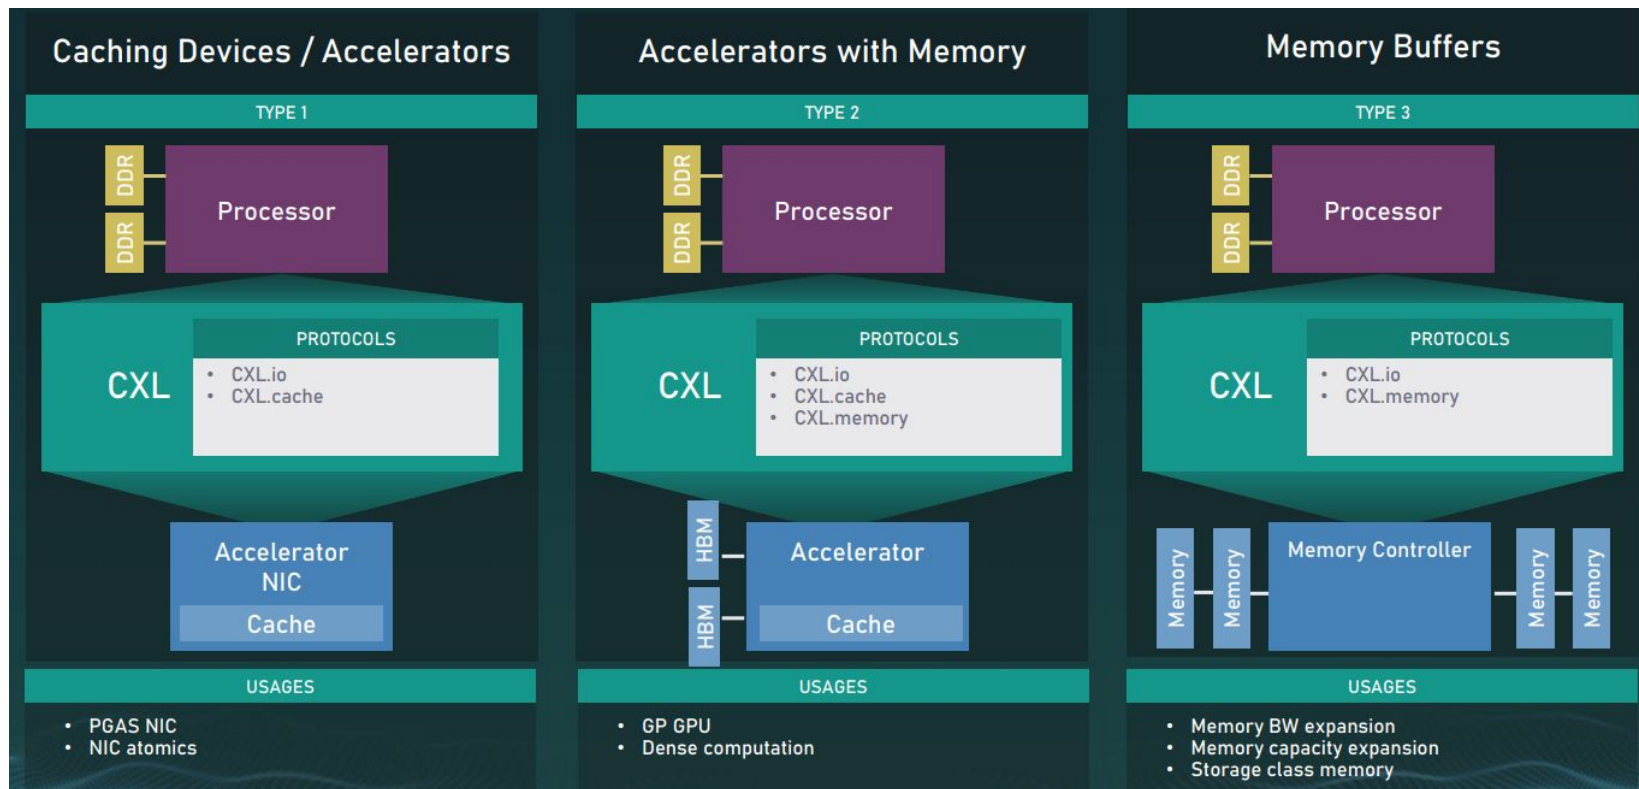 Caching Devices / Accelerators
TYPE 1
DDR
DDR
Processor
CXL
PROTOCOLS
• CXL.io
• CXL.cache
Accelerator
NIC
Cache
USAGES
• PGAS NIC
• NIC atomics
Accelerators with Memory
TYPE 2
DDR
DDR
Processor
CXL
PROTOCOLS
• CXL.io
• CXL.cache
• CXL.memory
HBM
HBM
Accelerator
Cache
USAGES
• GP GPU
• Dense computation
Memory Buffers
TYPE 3
DDR
DDR
Processor
CXL
PROTOCOLS
• CXL.io
• CXL.memory
Memory
Memory
Memory Controller
Memory
Memory
USAGES
• Memory BW expansion
• Memory capacity expansion
• Storage class memory